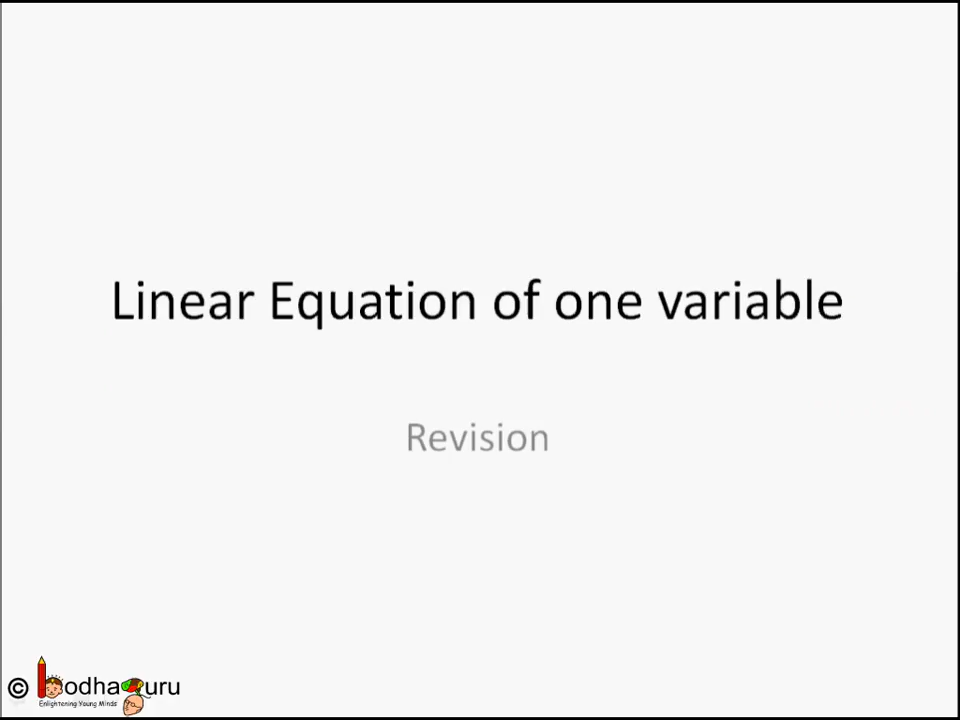 Linear Equation of one variable
Revision
© bodhaGuru
Enlightening Young Minds